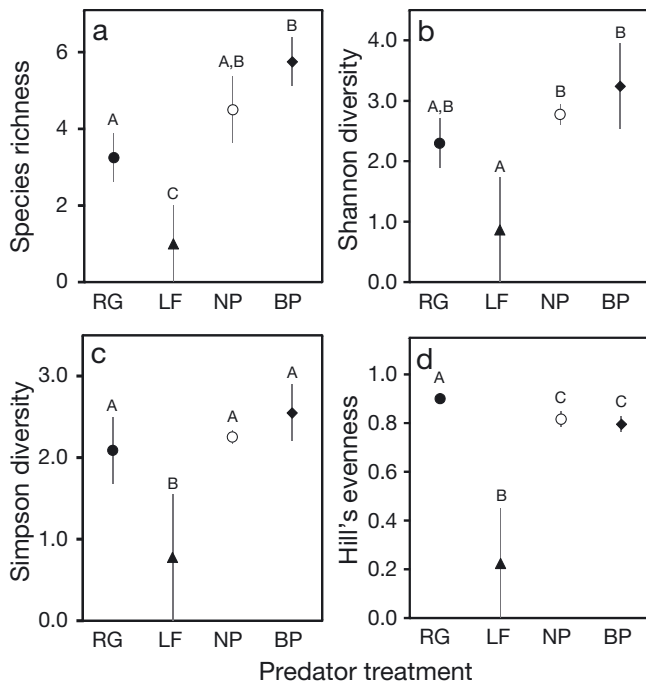 a
Species richness
6
4
2
0
A
C
A,B
B
RG LF NP BP
b
Shannon diversity
4.0
3.0
2.0
1.0
0.0
A,B
A
B
B
RG LF NP BP
c
Simpson diversity
3.0
2.0
1.0
0.0
A
B
A
A
RG LF NP BP
d
Hill's evenness
1.0
0.8
0.6
0.4
0.2
0.0
A
B
C
C
RG LF NP BP
Predator treatment